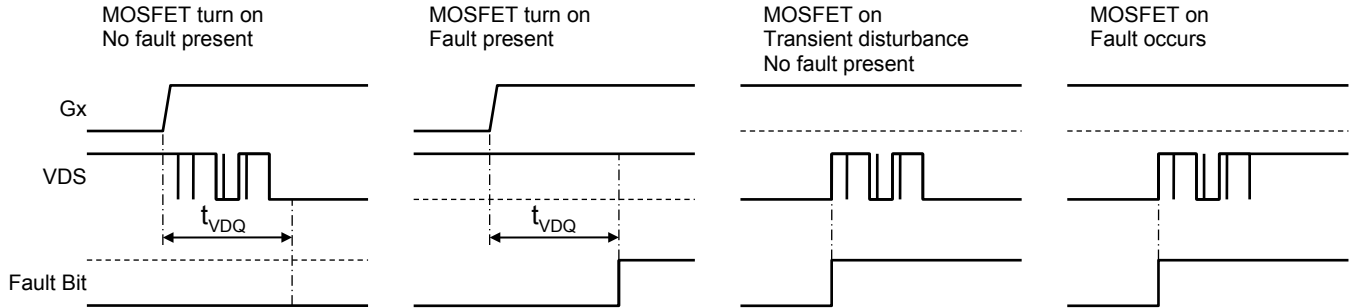 MOSFET turn on
No fault present
MOSFET turn on
Fault present
MOSFET on
Transient disturbance
No fault present
MOSFET on
Fault occurs
Gx
VDS
tVDQ
tVDQ
Fault Bit